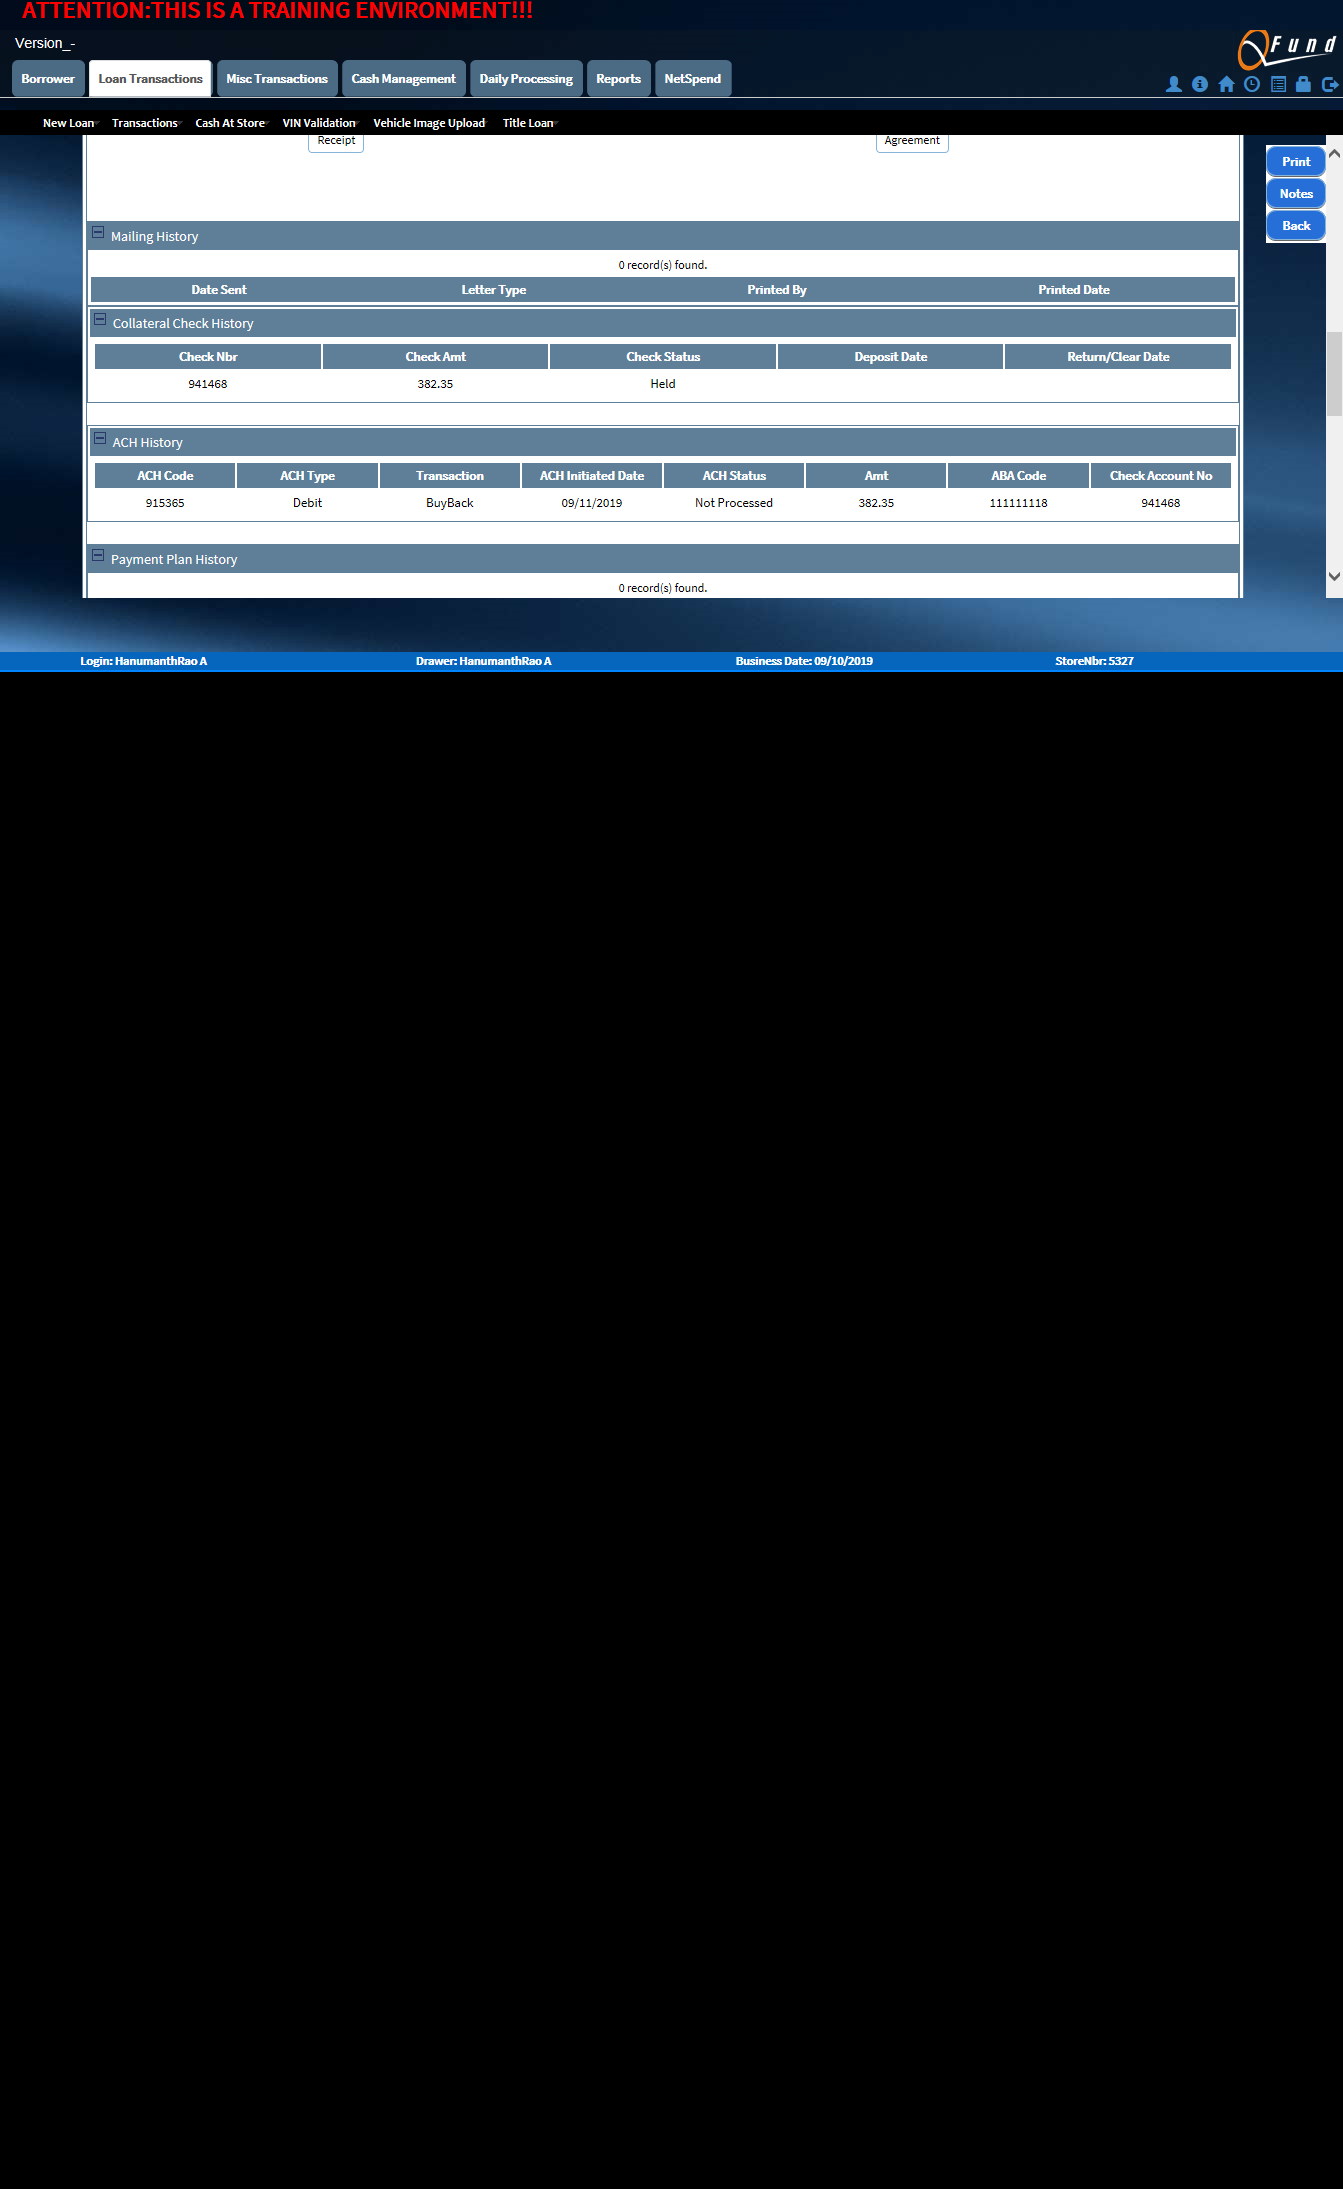 ATTENTION:THIS IS A TRAINING ENVIRONMENT!!!
Version_-
QFund
Borrower Loan Transactions Misc Transactions Cash Management Daily Processing Reports NetSpend
New Loan Transactions Cash At Store VIN Validation Vehicle Image Upload Title Loan
Receipt Agreement
Print
Notes
Back
Mailing History
0 record(s) found.
Date Sent Letter Type Printed By Printed Date
Collateral Check History
Check Nbr Check Amt Check Status Deposit Date Return/Clear Date
941468 382.35 Held
ACH History
ACH Code ACH Type Transaction ACH Initiated Date ACH Status Amt ABA Code Check Account No
915365 Debit BuyBack 09/11/2019 Not Processed 382.35 111111118 941468
Payment Plan History
0 record(s) found.
Login: HanumanthRao A Drawer: HanumanthRao A Business Date: 09/10/2019 StoreNbr: 5327